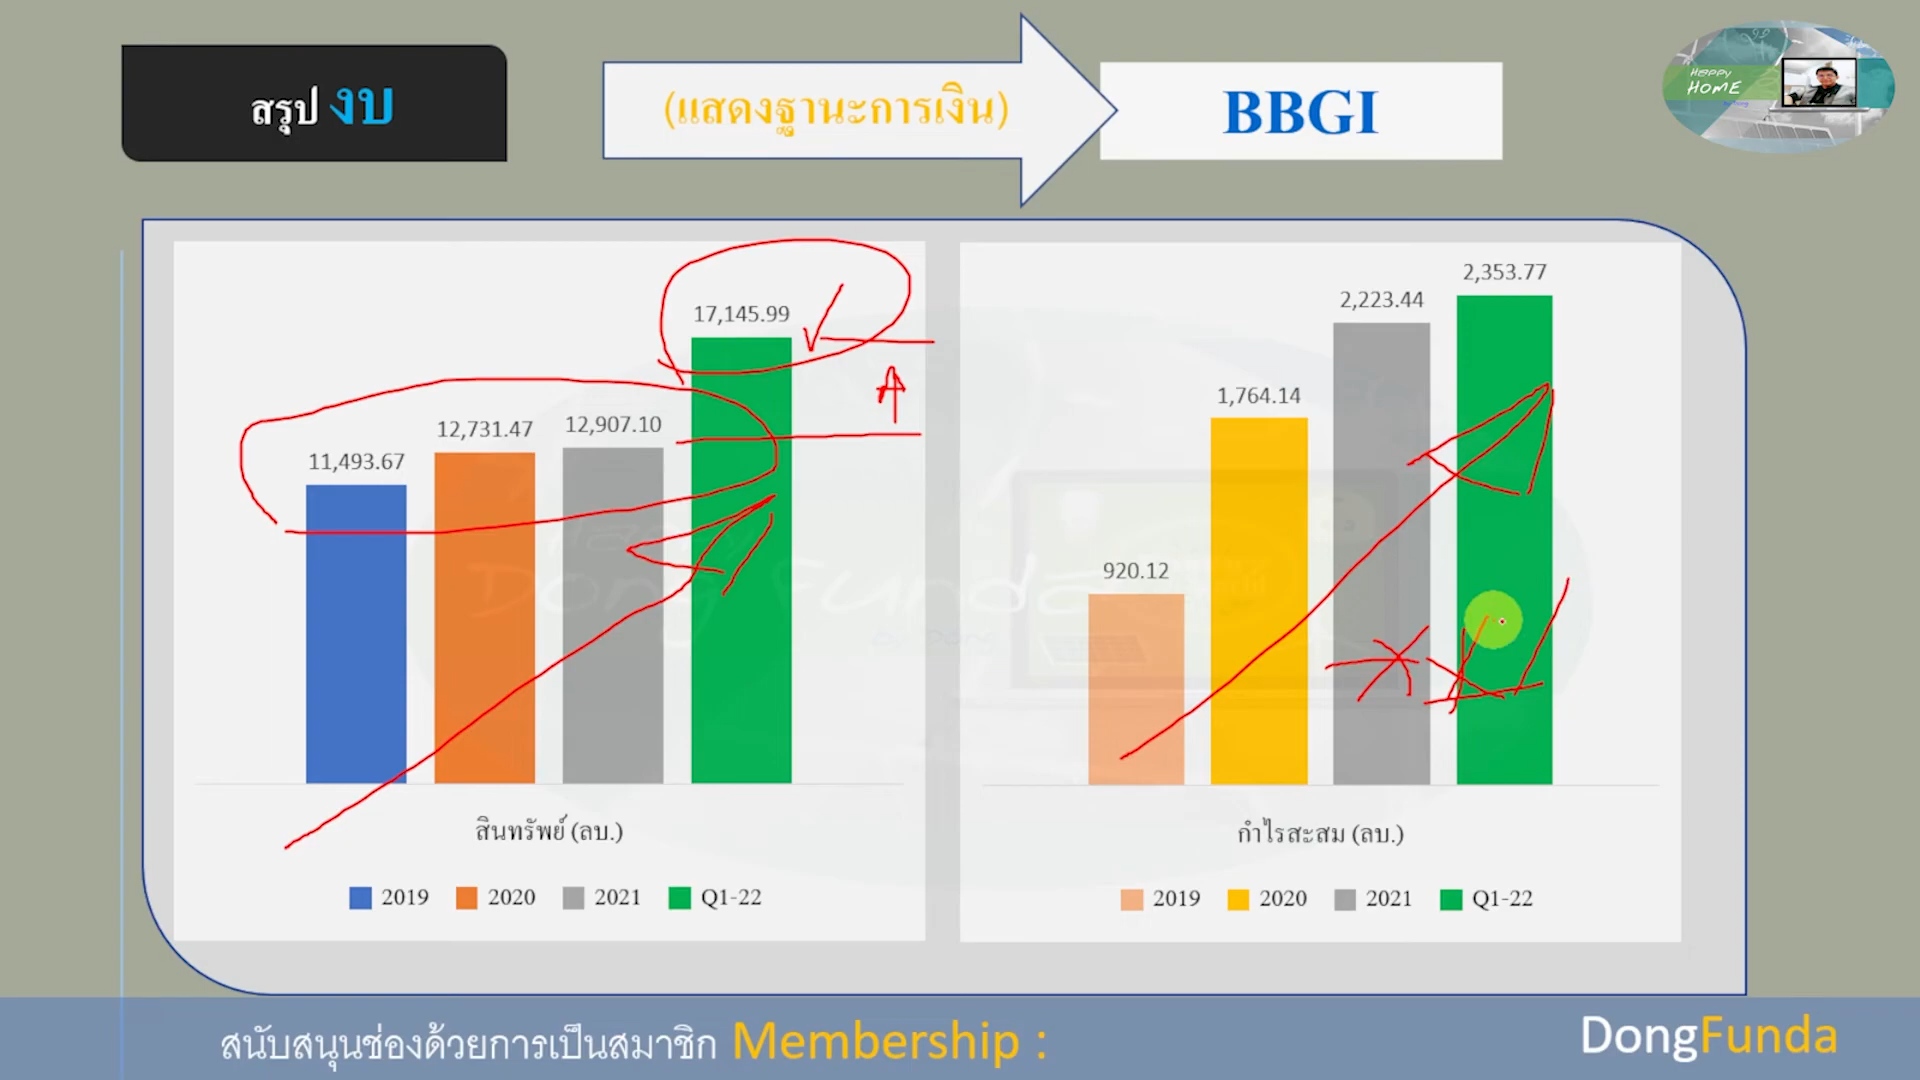 สรุป งบ
(แสดงฐานะการเงิน)
BBGI
Happy
HOME
17,145.99
12,907.10
12,731.47
11,493.67
สินทรัพย์ (ลบ.)
2019 2020 2021 Q1-22
2,353.77
2,223.44
1,764.14
920.12
กำไรสะสม (ลบ.)
2019 2020 2021 Q1-22
Dong Funda
สนับสนุนช่องด้วยการเป็นสมาชิก Membership :
DongFunda